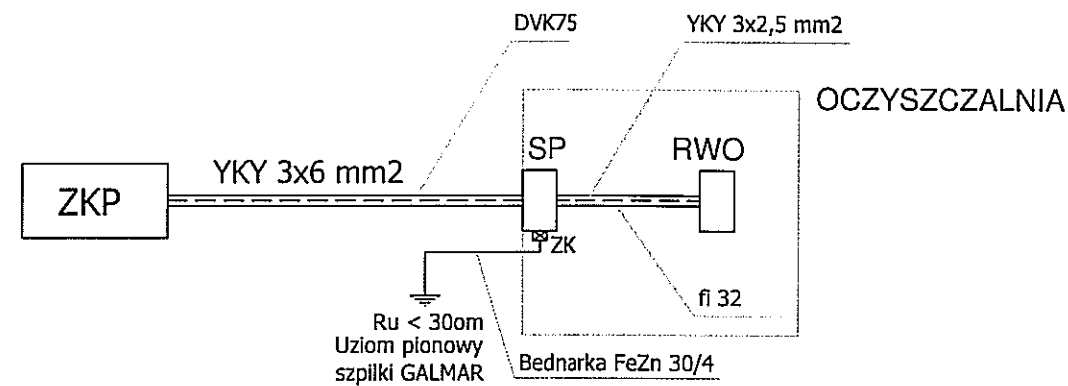 DVK75
YKY 3x2,5 mm2
OCZYSZCZALNIA
SP
RWO
YKY 3x6 mm2
ZKP
ZK
fi 32
Ru < 30om
Uziom pionowy
szpilki GALMAR
Bednarka FeZn 30/4